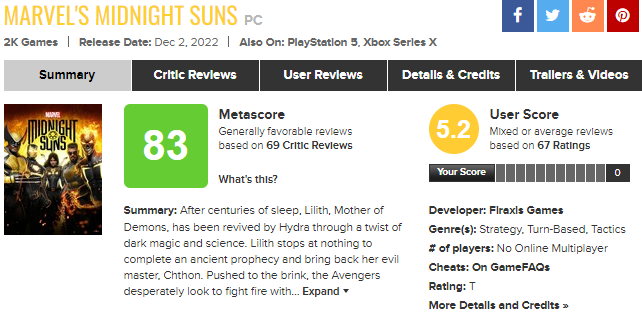 MARVEL'S MIDNIGHT SUNS PC
2K Games | Release Date: Dec 2, 2022 | Also On: PlayStation 5, Xbox Series X
Summary
Critic Reviews
User Reviews
Details & Credits
Trailers & Videos
MARVEL
MIDNIGHT
SUNS
83
Metascore
Generally favorable reviews
based on 69 Critic Reviews
What's this?
5.2
User Score
Mixed or average reviews
based on 67 Ratings
Your Score
0
Summary: After centuries of sleep, Lilith, Mother of
Demons, has been revived by Hydra through a twist of
dark magic and science. Lilith stops at nothing to
complete an ancient prophecy and bring back her evil
master, Chthon. Pushed to the brink, the Avengers
desperately look to fight fire with... Expand
Developer: Firaxis Games
Genre(s): Strategy, Turn-Based, Tactics
# of players: No Online Multiplayer
Cheats: On GameFAQs
Rating: T
More Details and Credits »